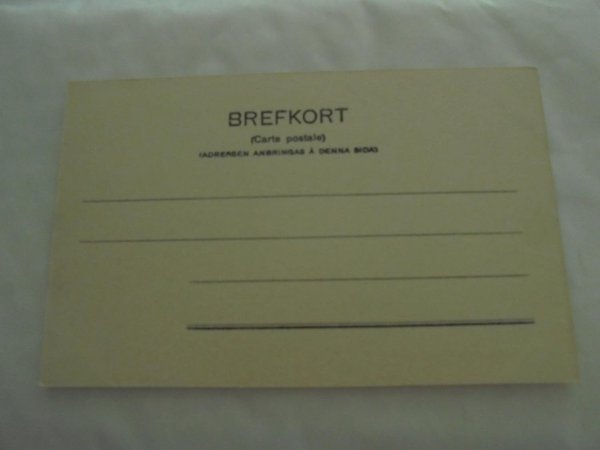 BREFKORT
(Carte postale)
(ADRESSEN ANBRINGAS Å DENNA SIDA)